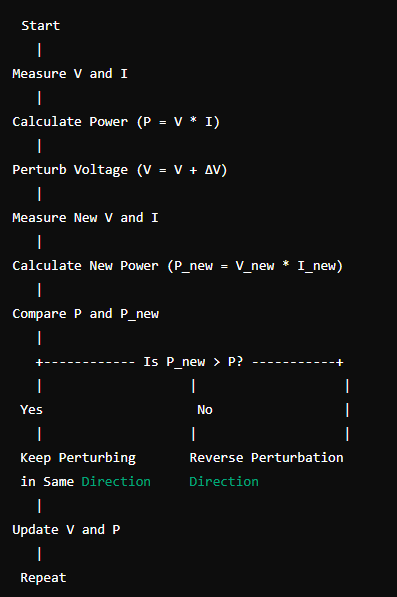 Start
|
Measure V and I
|
Calculate Power (P = V * I)
|
Perturb Voltage (V = V + ΔV)
|
Measure New V and I
|
Calculate New Power (P_new = V_new * I_new)
|
Compare P and P_new
|
+------------ Is P_new > P? -----------+
| | |
Yes No |
| | |
Keep Perturbing Reverse Perturbation
in Same Direction Direction
|
Update V and P
|
Repeat